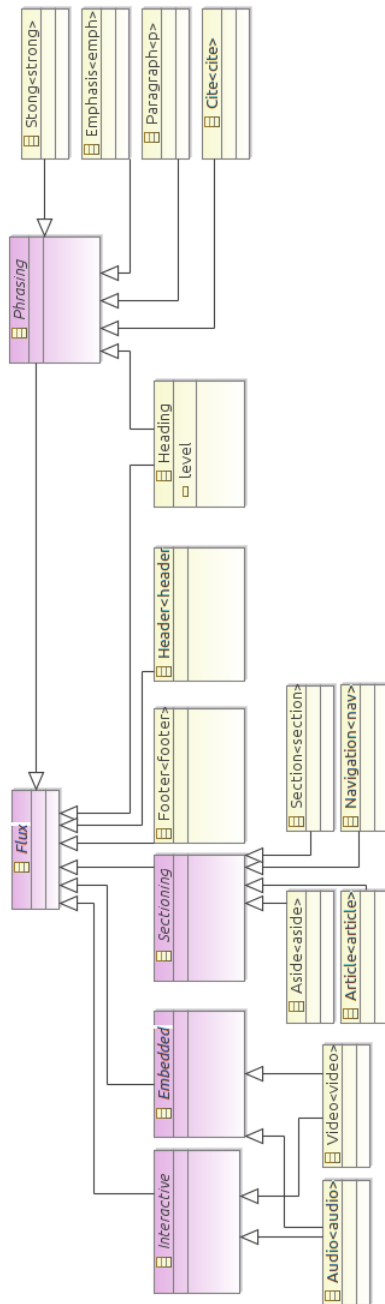 Flux
Phrasing
Stong<strong>
Emphasis<emph>
Paragraph<p>
Cite<cite>
Interactive
Embedded
Sectioning
Footer<footer>
Header<header
Heading
level
Audio<audio>
Video<video>
Aside<aside>
Article<article>
Section<section>
Navigation<nav>